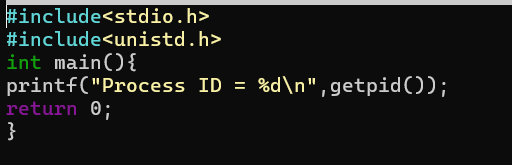 #include<stdio.h>
#include<unistd.h>
int main(){
printf("Process ID = %d\n",getpid());
return 0;
}